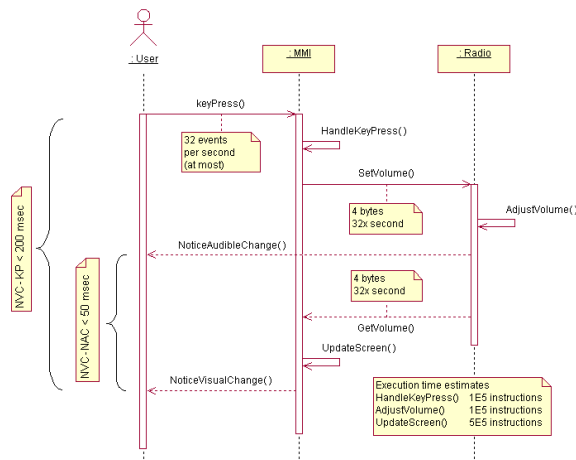 : User
: MMI
: Radio
keyPress()
32 events
per second
(at most)
HandleKeyPress()
SetVolume()
4 bytes
32x second
AdjustVolume()
NoticeAudibleChange()
4 bytes
32x second
GetVolume()
UpdateScreen()
NoticeVisualChange()
NVC-KP < 200 msec
NVC-NAC < 50 msec
Execution time estimates
HandleKeyPress() 1E5 instructions
AdjustVolume() 1E5 instructions
UpdateScreen() 5E5 instructions